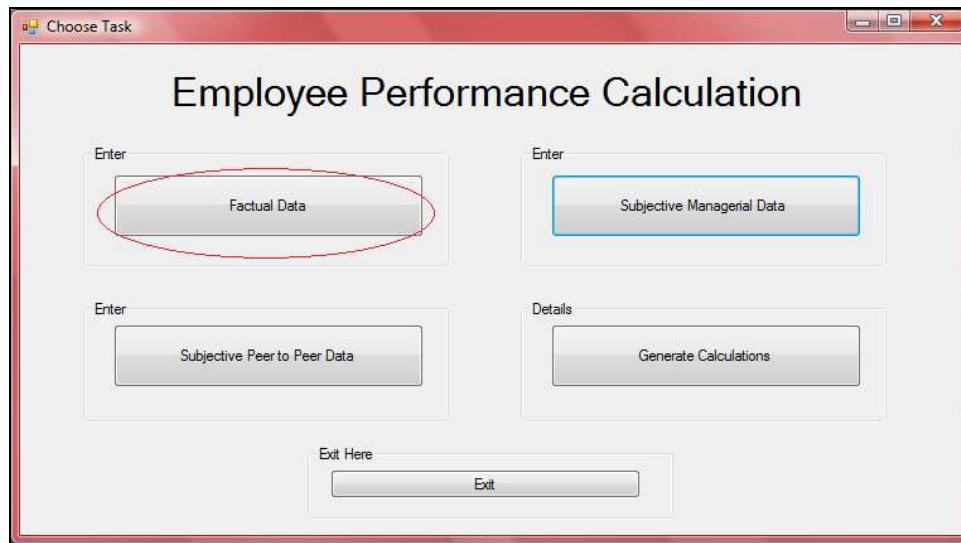 Choose Task
Employee Performance Calculation
Enter
Factual Data
Enter
Subjective Managerial Data
Enter
Subjective Peer to Peer Data
Details
Generate Calculations
Exit Here
Exit